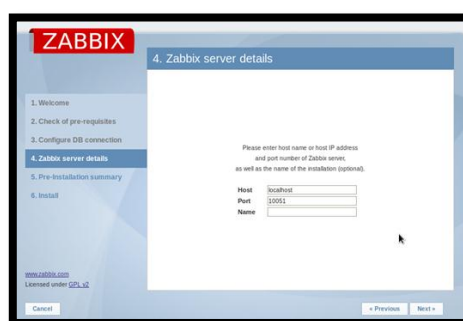 ZABBIX
4. Zabbix server details
1. Welcome
2. Check of pre-requisites
3. Configure DB connection
4. Zabbix server details
5. Pre-Installation summary
6. Install
Please enter host name or host IP address
and port number of Zabbix server,
as well as the name of the installation (optional).
Host localhost
Port 10051
Name
www.zabbix.com
Licensed under GPL v2
Cancel
« Previous
Next »